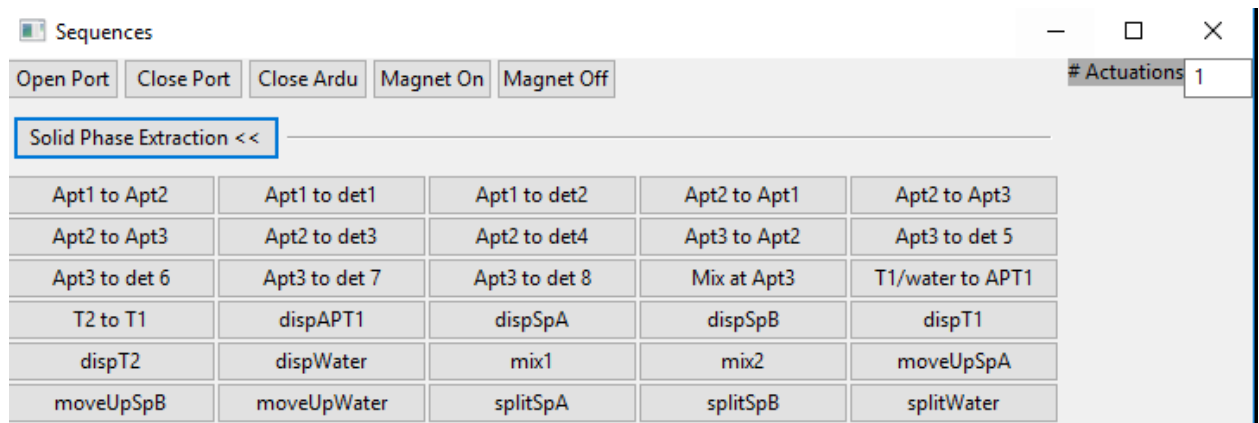 Sequences
Open Port Close Port Close Ardu Magnet On Magnet Off # Actuations 1
Solid Phase Extraction <<
Apt1 to Apt2 Apt1 to det1 Apt1 to det2 Apt2 to Apt1 Apt2 to Apt3
Apt2 to Apt3 Apt2 to det3 Apt2 to det4 Apt3 to Apt2 Apt3 to det 5
Apt3 to det 6 Apt3 to det 7 Apt3 to det 8 Mix at Apt3 T1/water to APT1
T2 to T1 dispAPT1 dispSpA dispSpB dispT1
dispT2 dispWater mix1 mix2 moveUpSpA
moveUpSpB moveUpWater splitSpA splitSpB splitWater